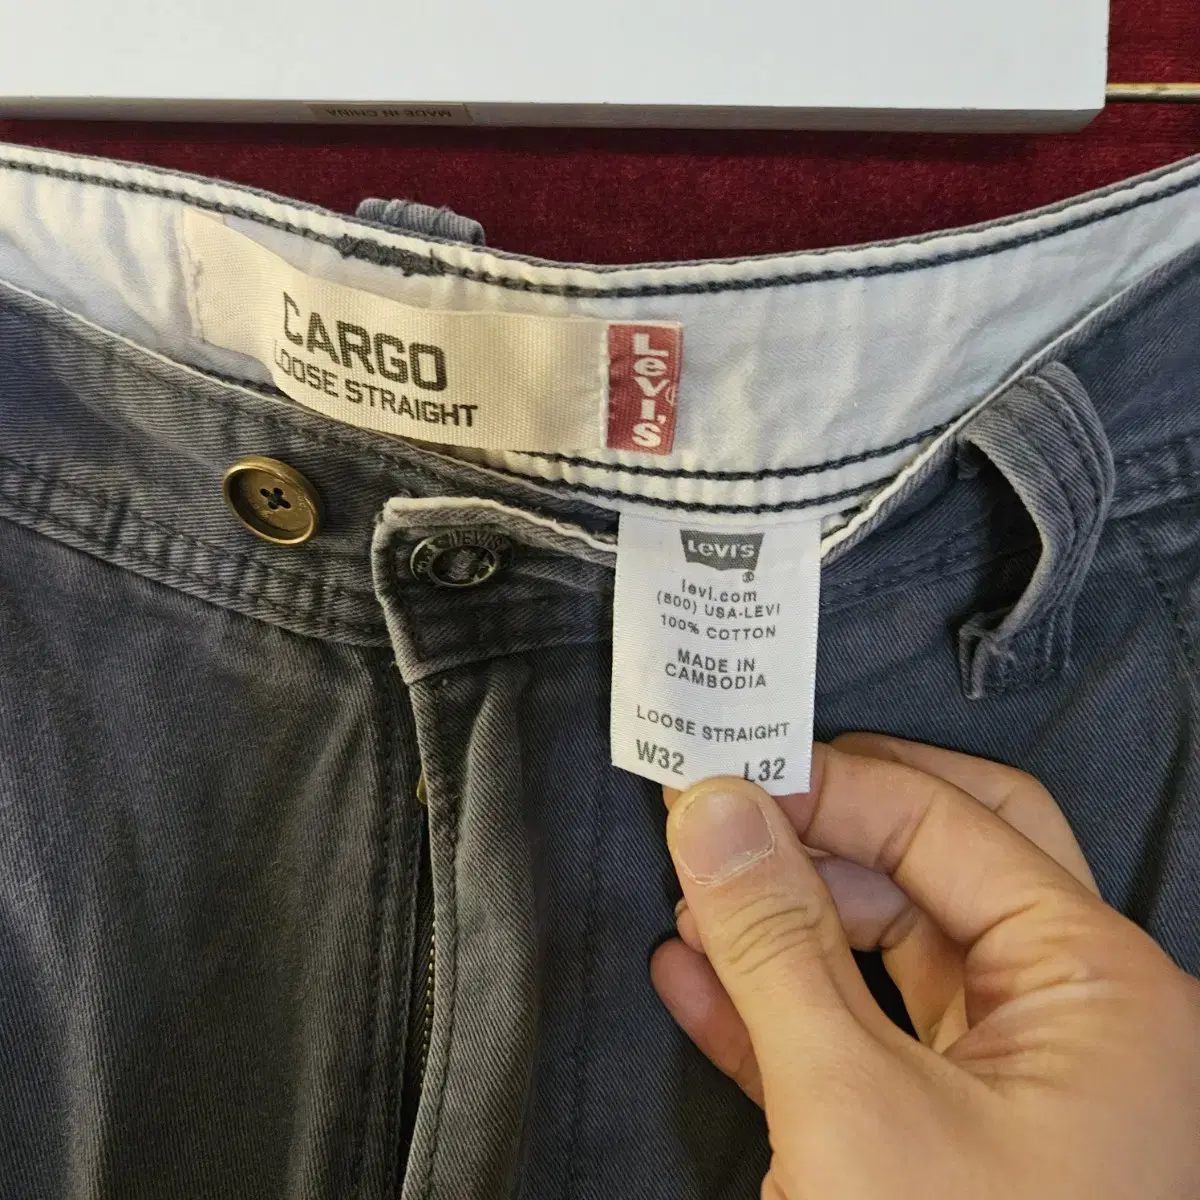 MADE IN CHINA
CARGO
LOOSE STRAIGHT
LEVI'S
LEVI'S
LEVI'S
®
levi.com
(800) USA-LEVI
100% COTTON
MADE IN
CAMBODIA
LOOSE STRAIGHT
W32 L32